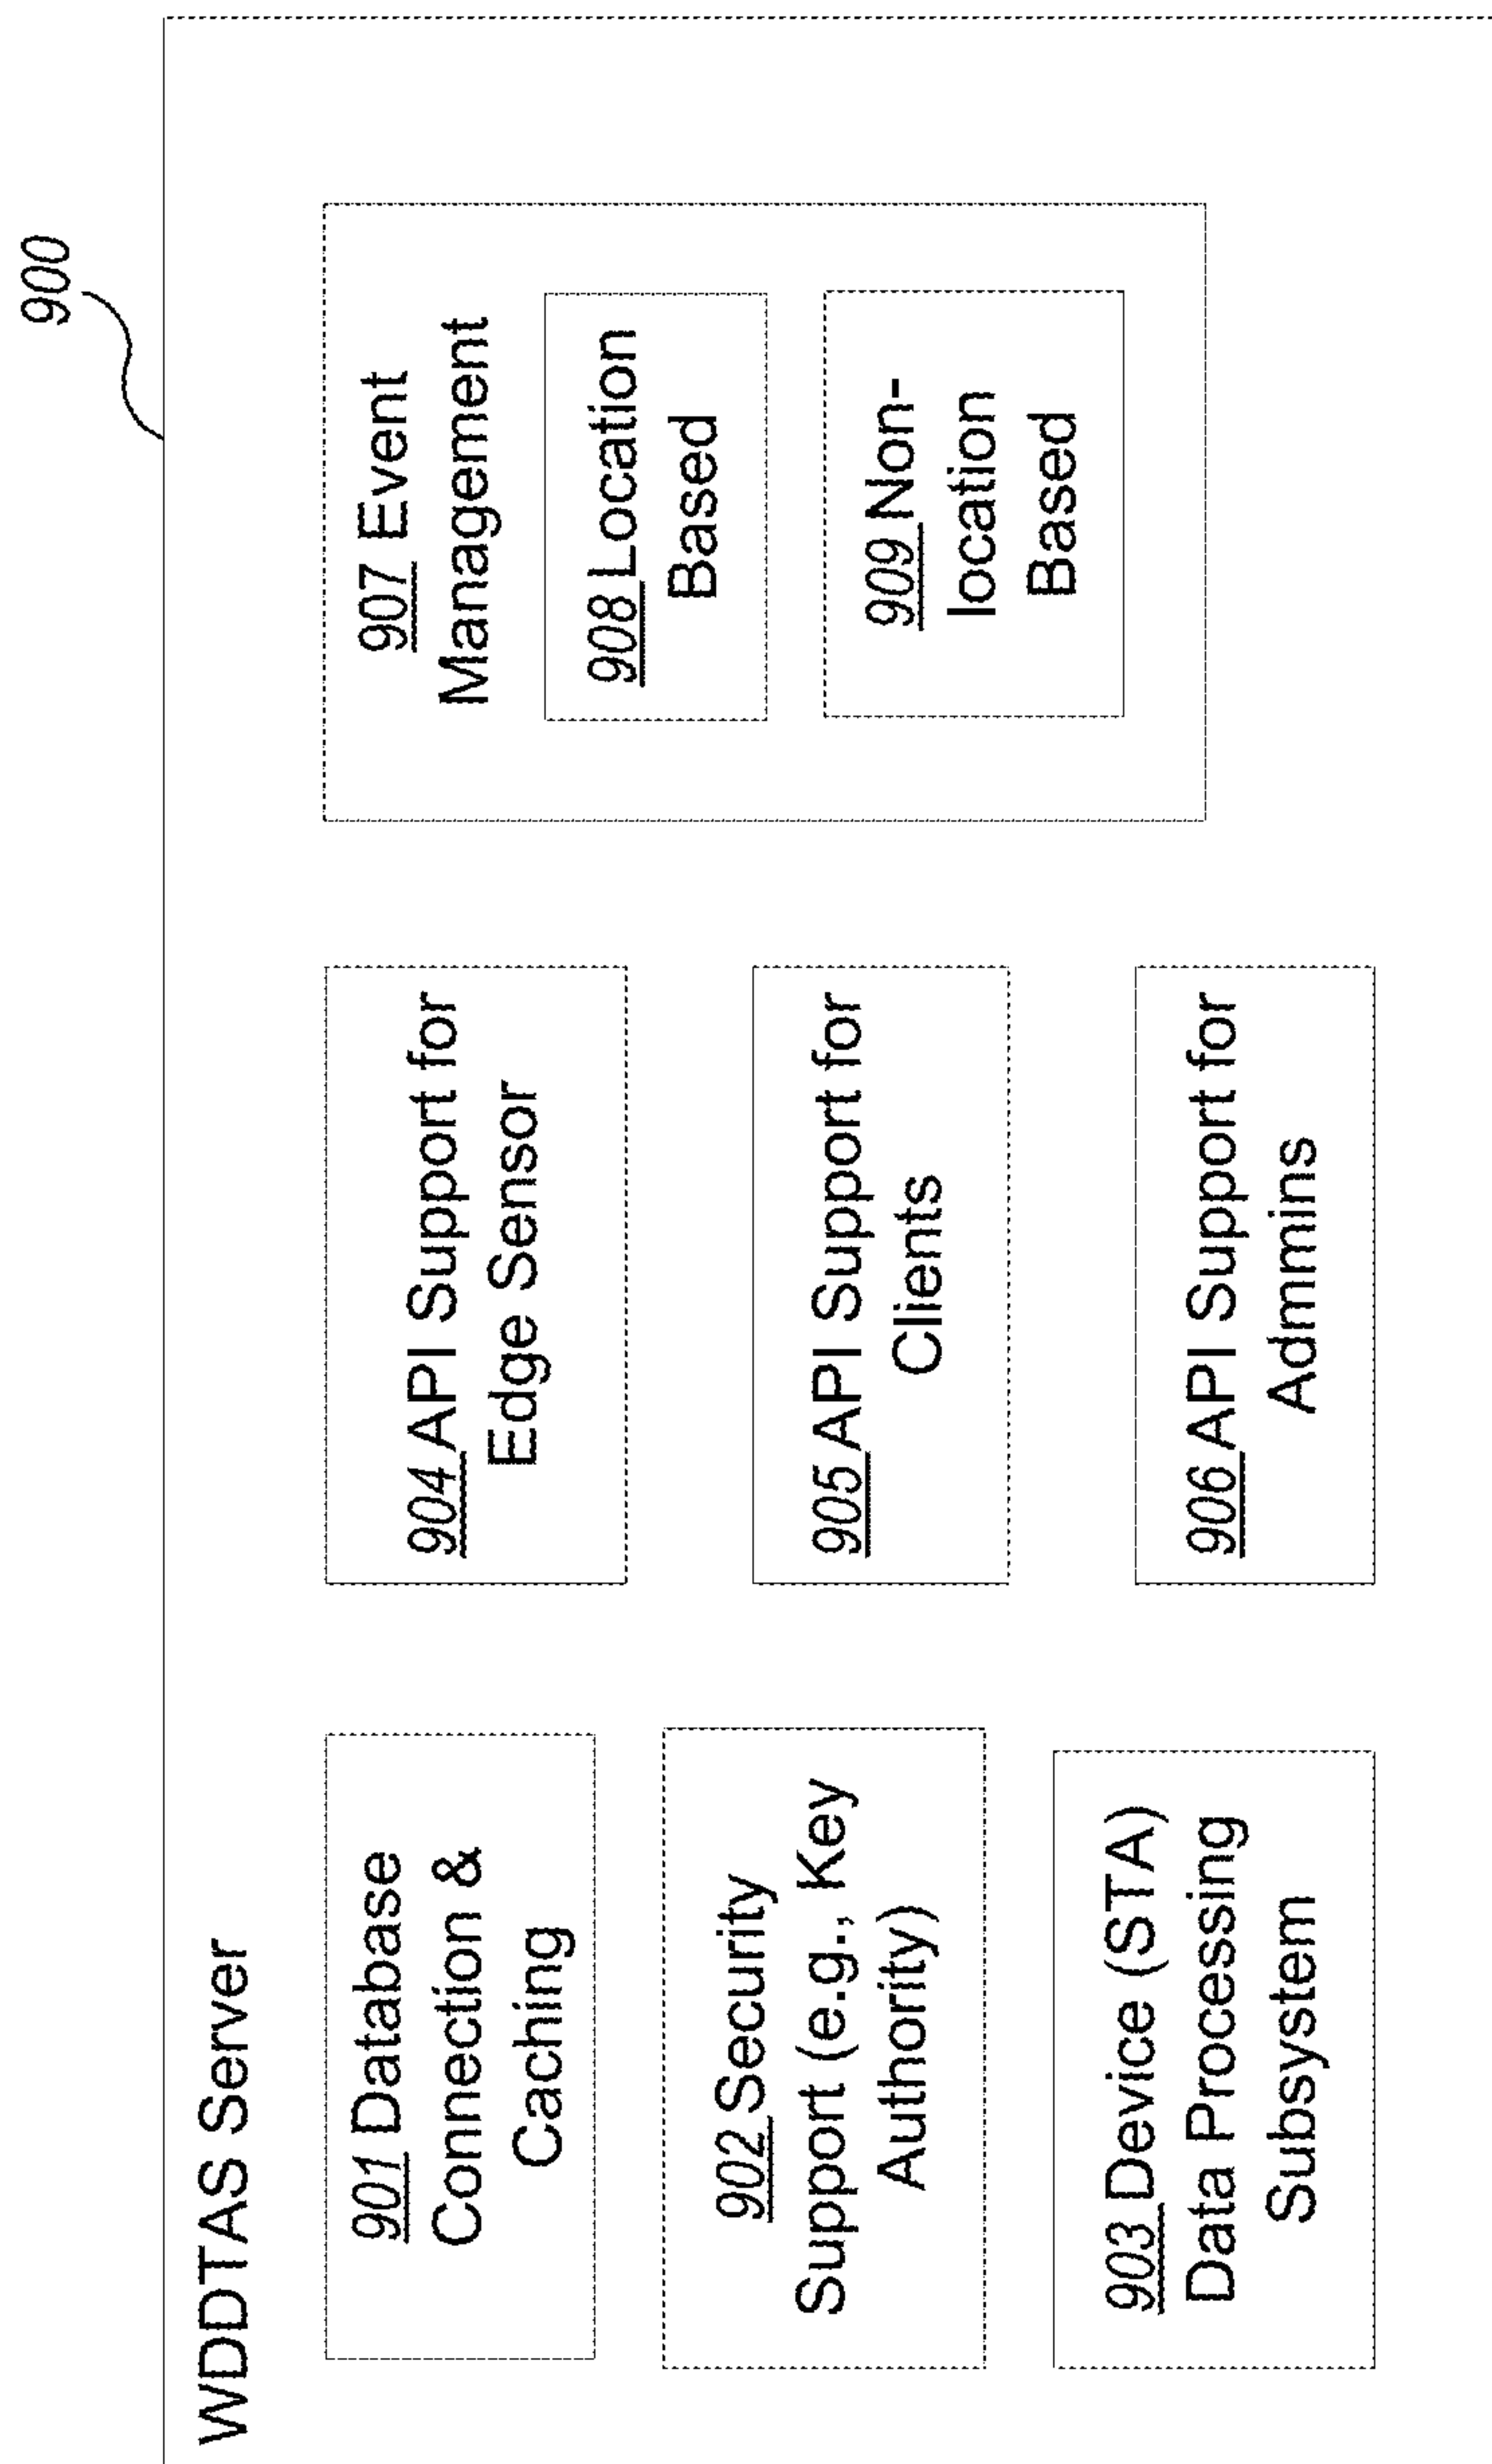 900
WDDTAS Server
901 Database
Connection &
Caching
902 Security
Support (e.g., Key
Authority)
903 Device (STA)
Data Processing
Subsystem
904 API Support for
Edge Sensor
905 API Support for
Clients
906 API Support for
Admins
907 Event
Management
908 Location
Based
909 Non-
location
Based